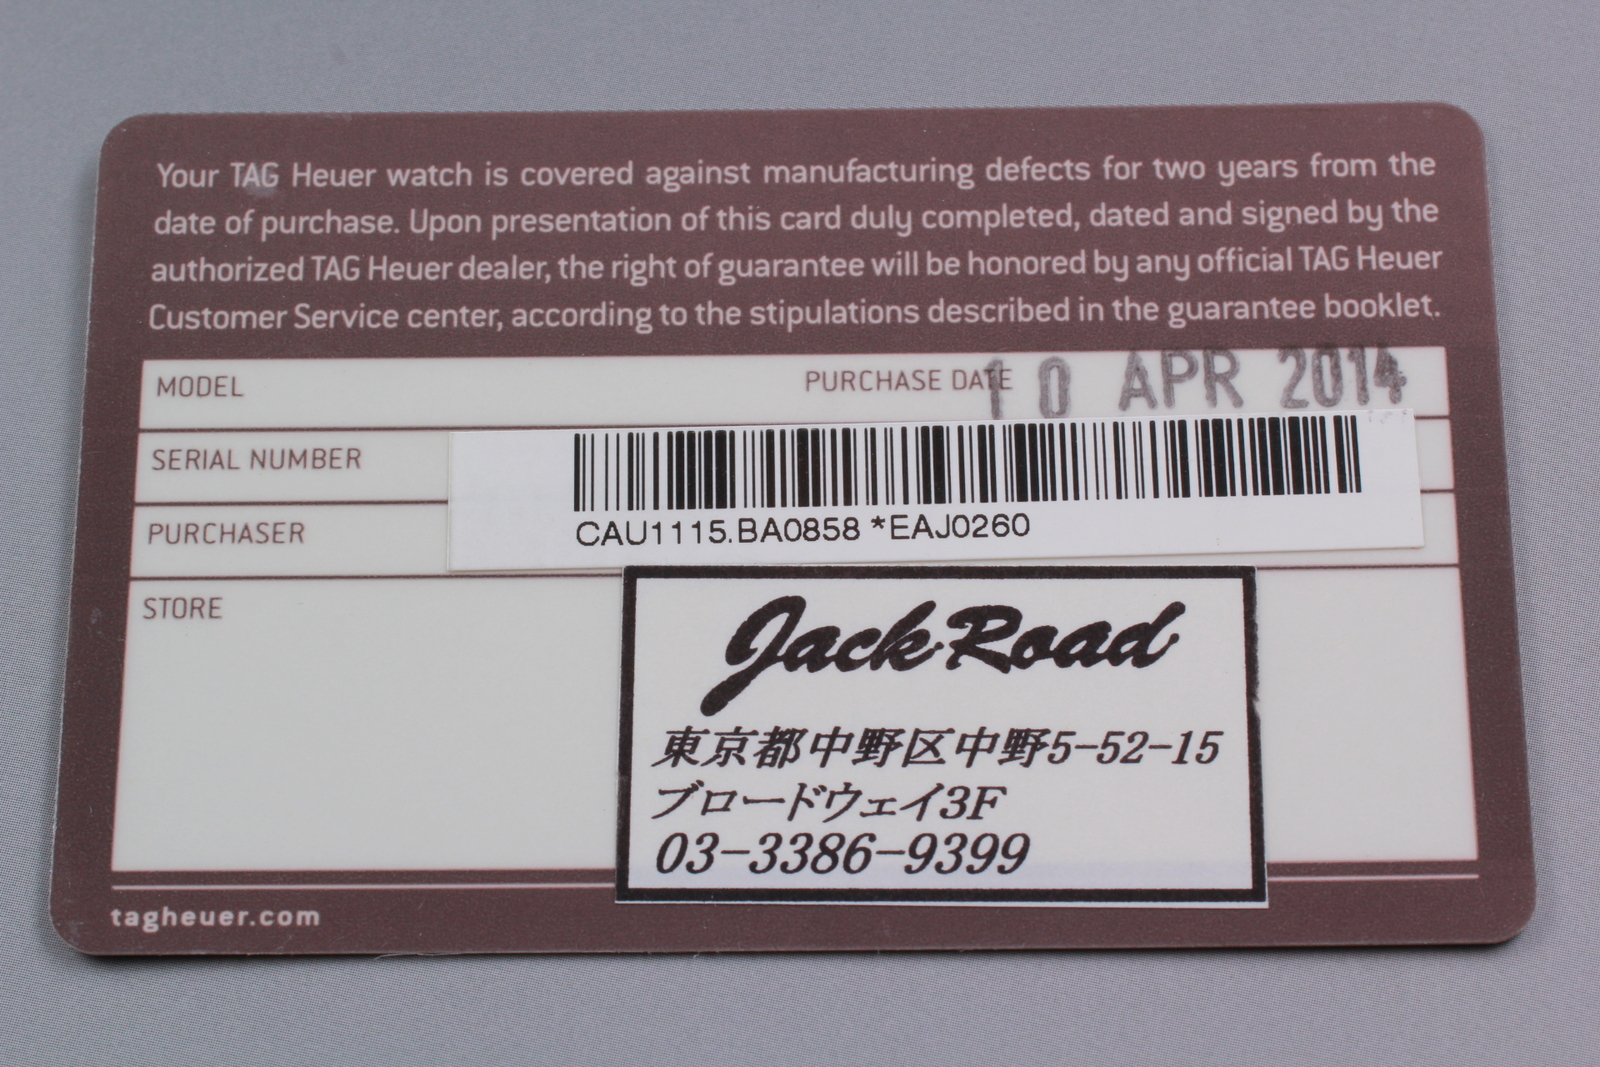 Your TAG Heuer watch is covered against manufacturing defects for two years from the
date of purchase. Upon presentation of this card duly completed, dated and signed by the
authorized TAG Heuer dealer, the right of guarantee will be honored by any official TAG Heuer
Customer Service center, according to the stipulations described in the guarantee booklet.
MODEL PURCHASE DATE 10 APR 2014
SERIAL NUMBER
CAU1115.BA0858 *EAJ0260
PURCHASER
STORE
Jack Road
東京都中野区中野5-52-15
ブロードウェイ3F
03-3386-9399
tagheuer.com